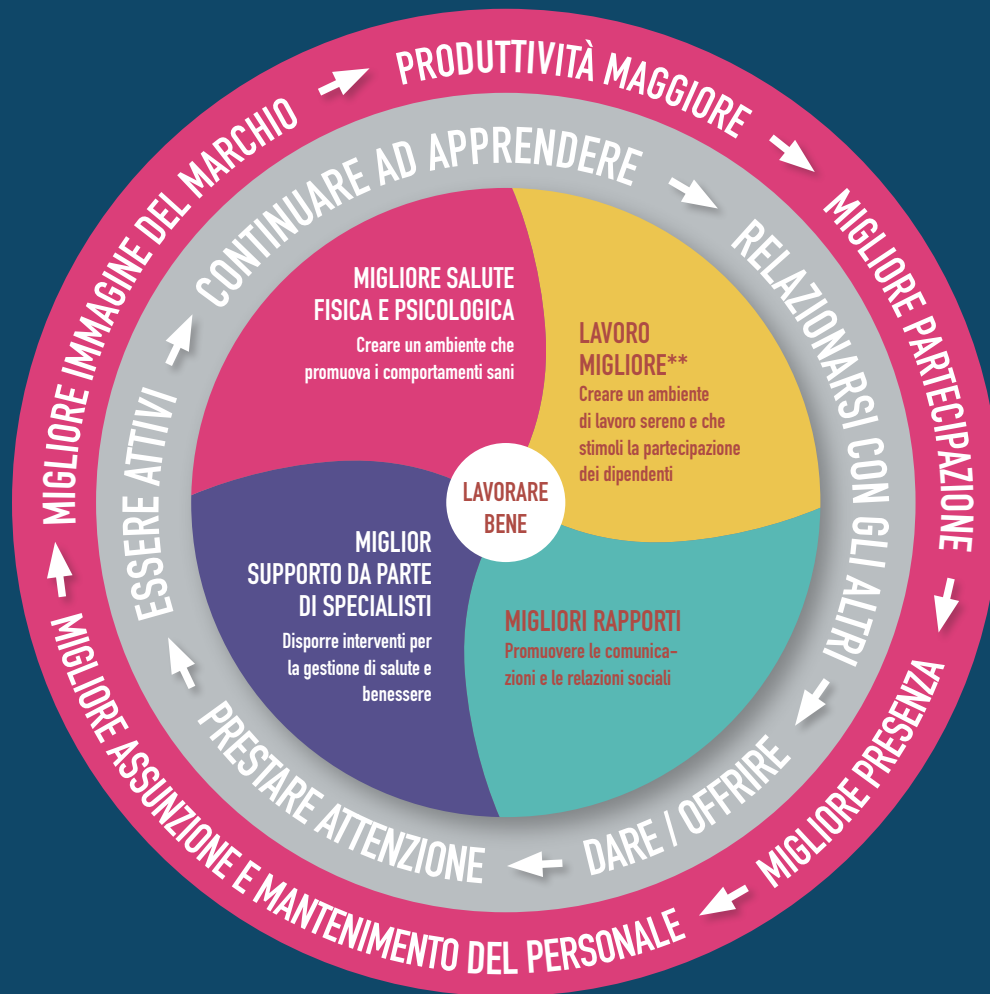 PRODUTTIVITÀ MAGGIORE
MIGLIORE PARTECIPAZIONE
MIGLIORE PRESENZA
MIGLIORE ASSUNZIONE E MANTENIMENTO DEL PERSONALE
MIGLIORE IMMAGINE DEL MARCHIO
CONTINUARE AD APPRENDERE
RELAZIONARSI CON GLI ALTRI
DARE / OFFRIRE
PRESTARE ATTENZIONE
ESSERE ATTIVI
MIGLIORE SALUTE
FISICA E PSICOLOGICA
Creare un ambiente che
promuova i comportamenti sani
LAVORO
MIGLIORE**
Creare un ambiente
di lavoro sereno e che
stimoli la partecipazione
dei dipendenti
LAVORARE
BENE
MIGLIOR
SUPPORTO DA PARTE
DI SPECIALISTI
Disporre interventi per
la gestione di salute e
benessere
MIGLIORI RAPPORTI
Promuovere le comunica-
zioni e le relazioni sociali